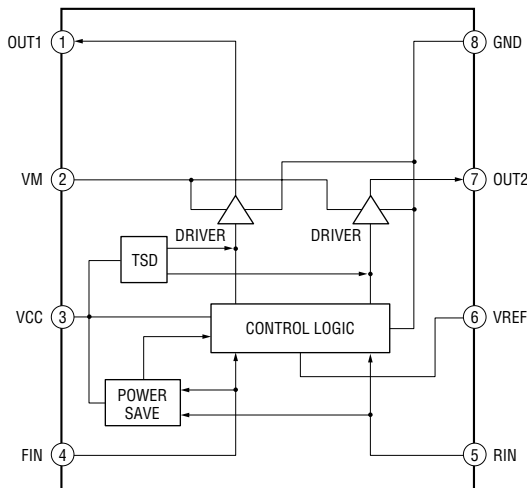 OUT1 1
8 GND
VM 2
7 OUT2
DRIVER
DRIVER
TSD
VCC 3
CONTROL LOGIC
6 VREF
POWER
SAVE
FIN 4
5 RIN